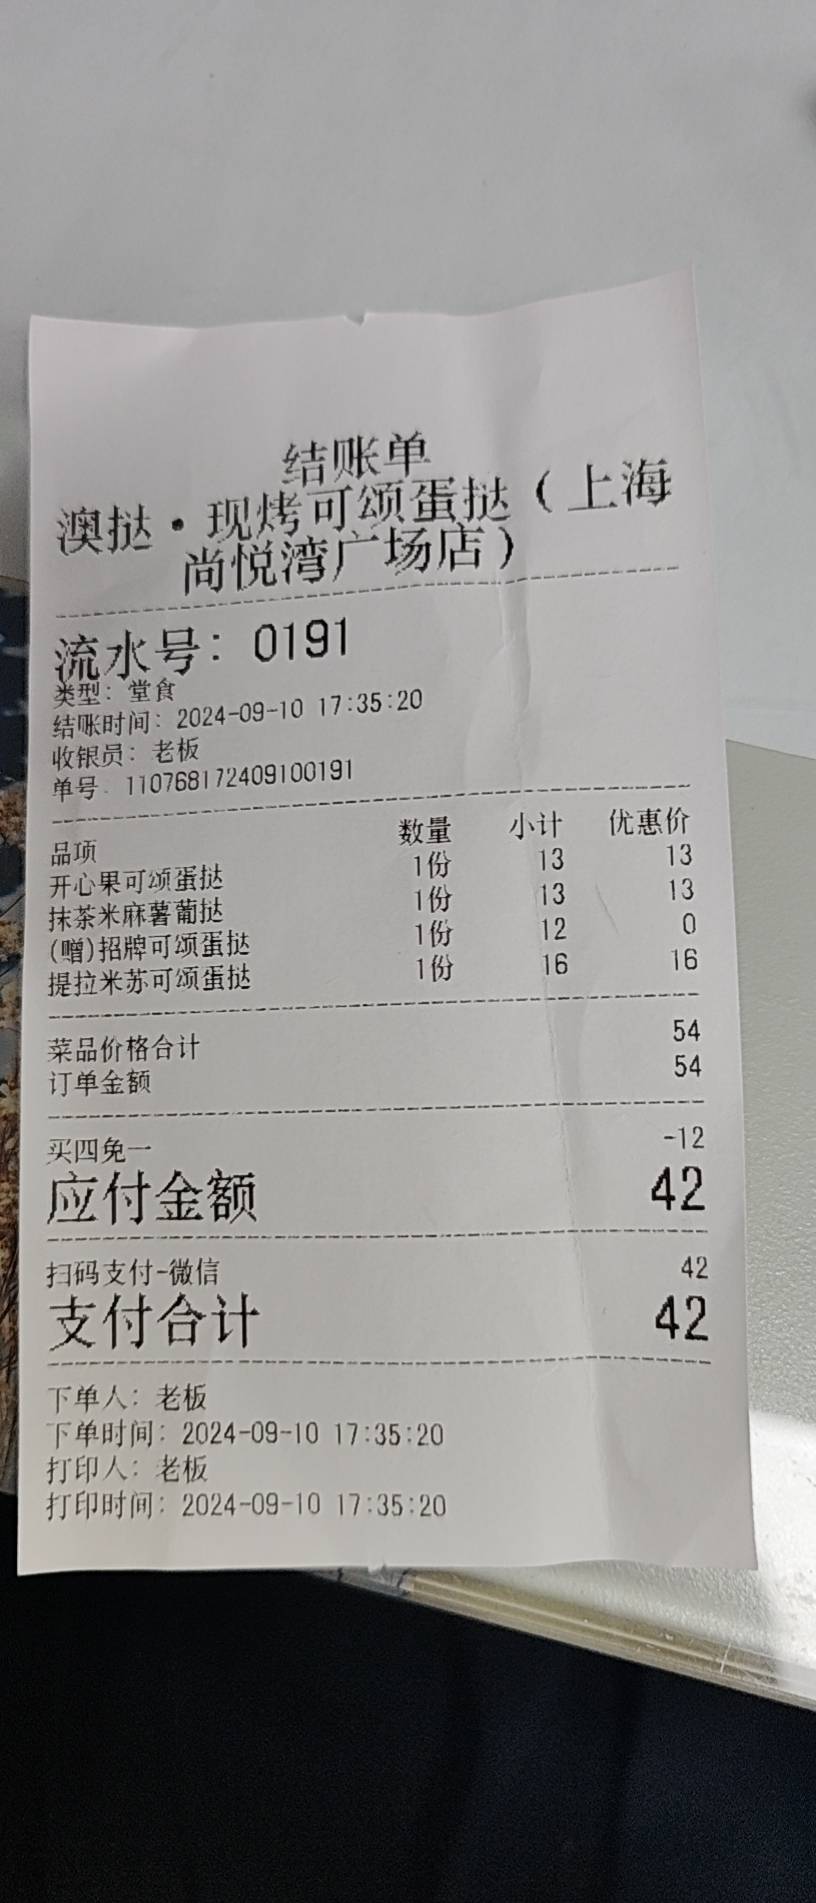 结账单
澳挞·现烤可颂蛋挞（上海
尚悦湾广场店）
流水号：0191
类型：堂食
结账时间：2024-09-10 17:35:20
收银员：老板
单号：110768172409100191
品项 数量 小计 优惠价
开心果可颂蛋挞 1份 13 13
抹茶米麻薯葡挞 1份 13 13
(赠)招牌可颂蛋挞 1份 12 0
提拉米苏可颂蛋挞 1份 16 16
菜品价格合计 54
订单金额 54
买四免一 -12
应付金额 42
扫码支付-微信 42
支付合计 42
下单人：老板
下单时间：2024-09-10 17:35:20
打印人：老板
打印时间：2024-09-10 17:35:20